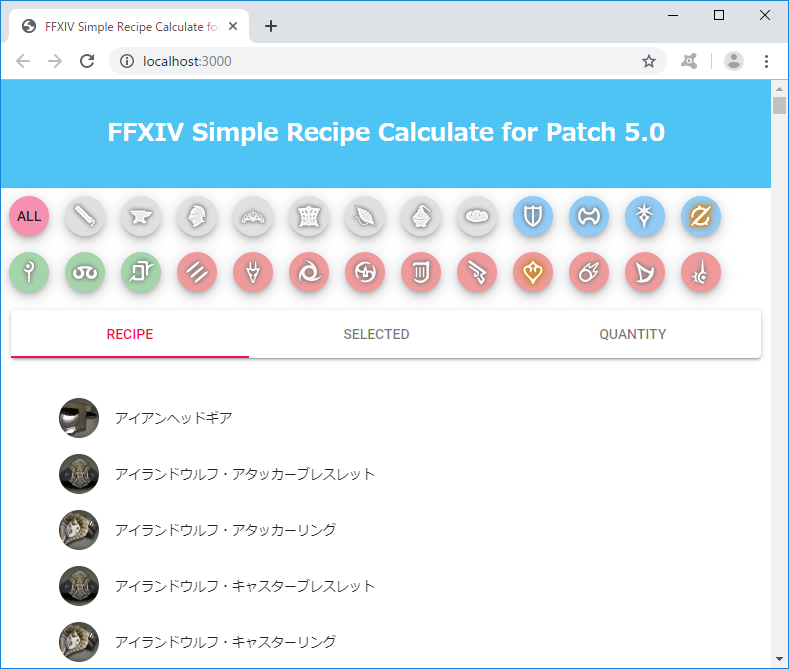 FFXIV Simple Recipe Calculate fo
localhost:3000
FFXIV Simple Recipe Calculate for Patch 5.0
ALL
RECIPE SELECTED QUANTITY
アイアンヘッドギア
アイランドウルフ・アタッカーブレスレット
アイランドウルフ・アタッカーリング
アイランドウルフ・キャスターブレスレット
アイランドウルフ・キャスターリング